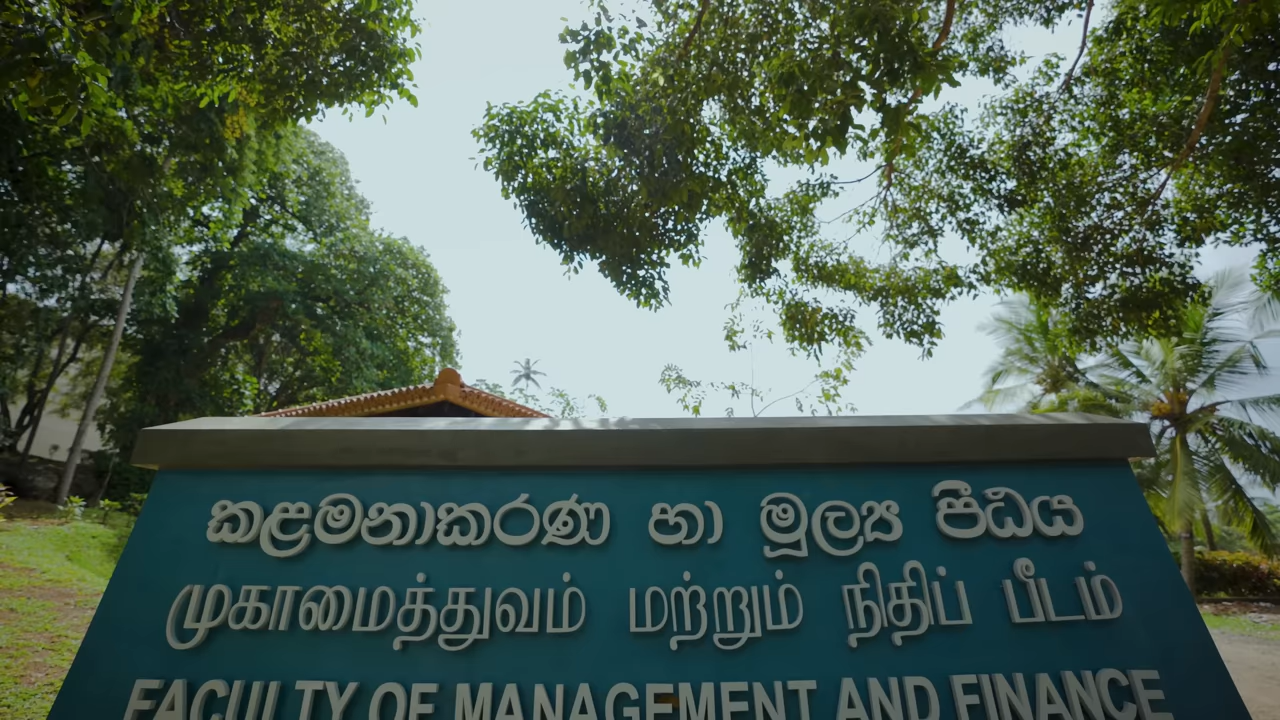 කළමනාකරණ හා මූල්‍ය පීඨය
முகாமைத்துவம் மற்றும் நிதிப் பீடம்
FACULTY OF MANAGEMENT AND FINANCE